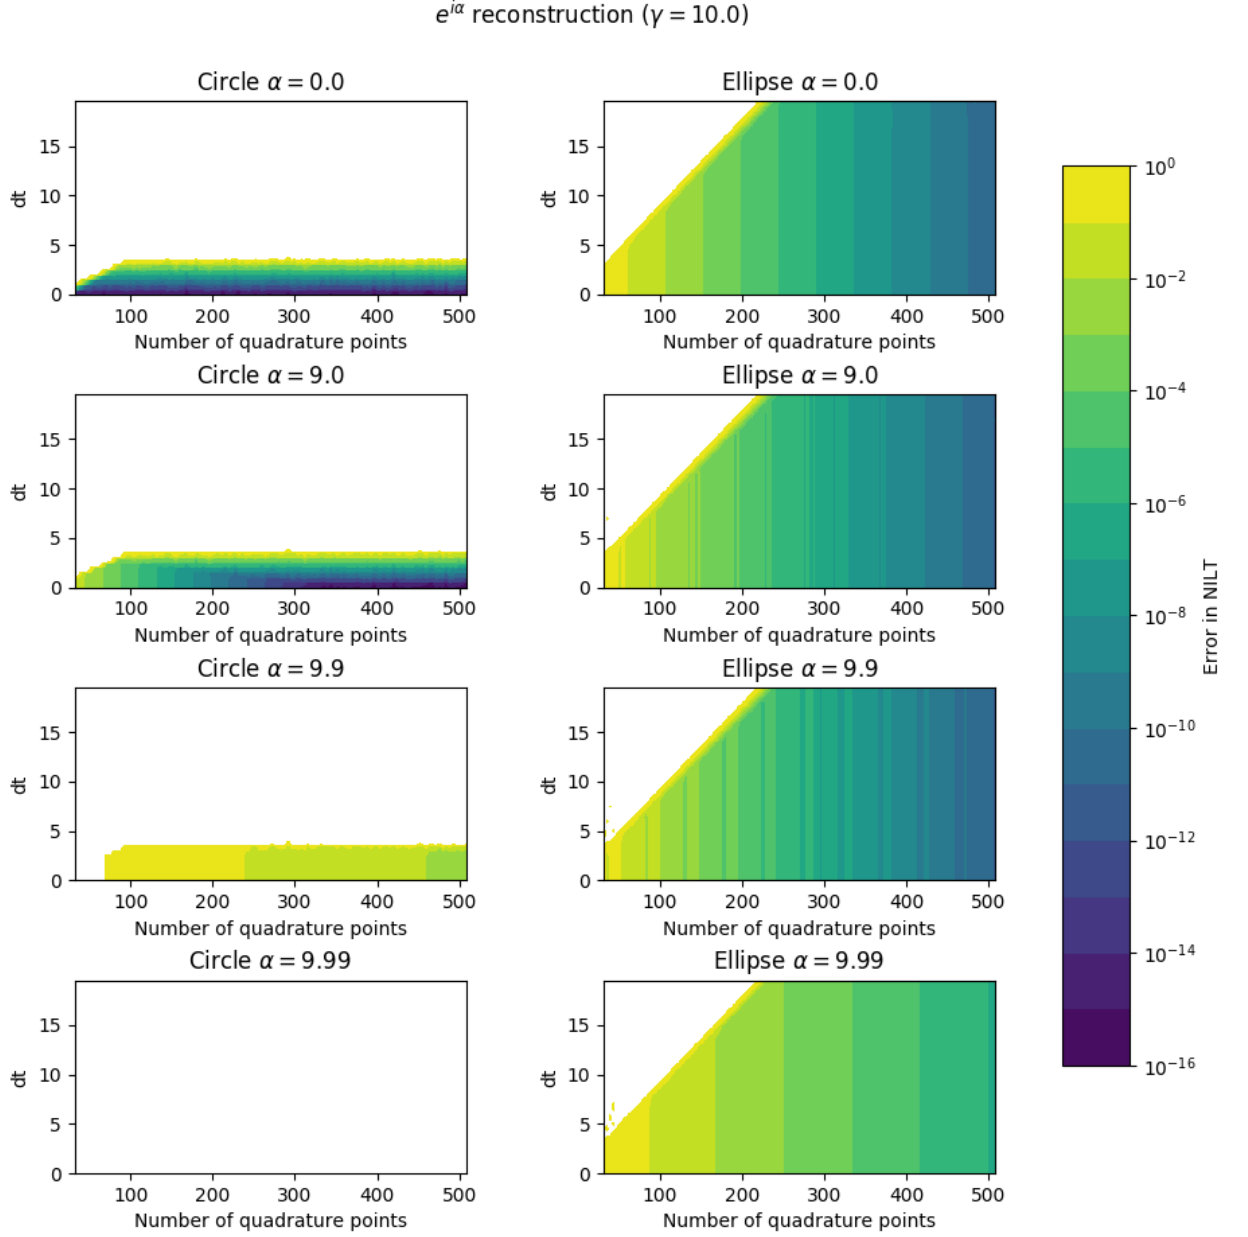 e^{iα} reconstruction (γ = 10.0)
Circle α = 0.0
15
10
5
0
dt
100 200 300 400 500
Number of quadrature points
Ellipse α = 0.0
15
10
5
0
dt
100 200 300 400 500
Number of quadrature points
Circle α = 9.0
15
10
5
0
dt
100 200 300 400 500
Number of quadrature points
Ellipse α = 9.0
15
10
5
0
dt
100 200 300 400 500
Number of quadrature points
Circle α = 9.9
15
10
5
0
dt
100 200 300 400 500
Number of quadrature points
Ellipse α = 9.9
15
10
5
0
dt
100 200 300 400 500
Number of quadrature points
Circle α = 9.99
15
10
5
0
dt
100 200 300 400 500
Number of quadrature points
Ellipse α = 9.99
15
10
5
0
dt
100 200 300 400 500
Number of quadrature points
10^0
10^{-2}
10^{-4}
10^{-6}
10^{-8}
10^{-10}
10^{-12}
10^{-14}
10^{-16}
Error in NILT